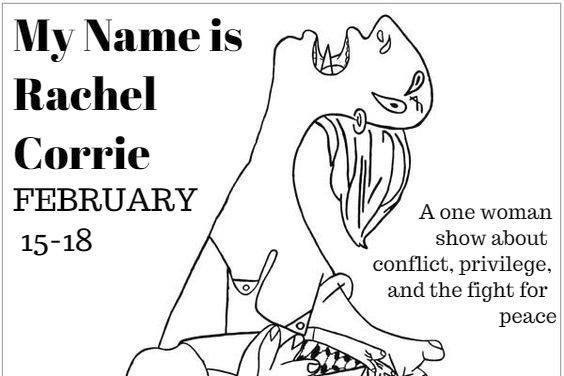 My Name is
Rachel
Corrie
FEBRUARY
15-18
A one woman
show about
conflict, privilege,
and the fight for
peace